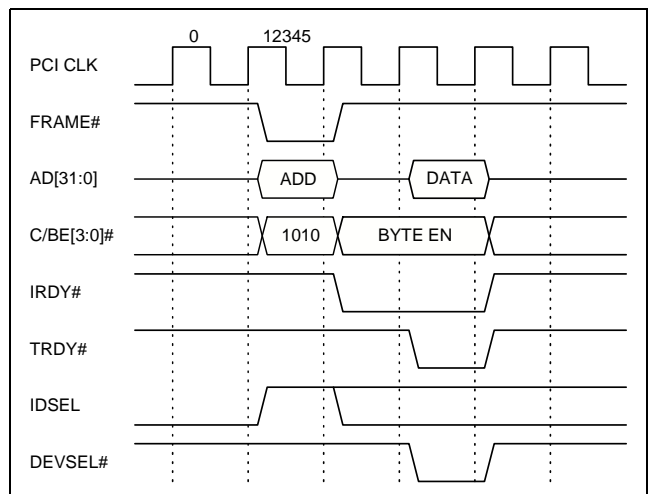 0 12345
PCI CLK
FRAME#
AD[31:0] ADD DATA
C/BE[3:0]# 1010 BYTE EN
IRDY#
TRDY#
IDSEL
DEVSEL#